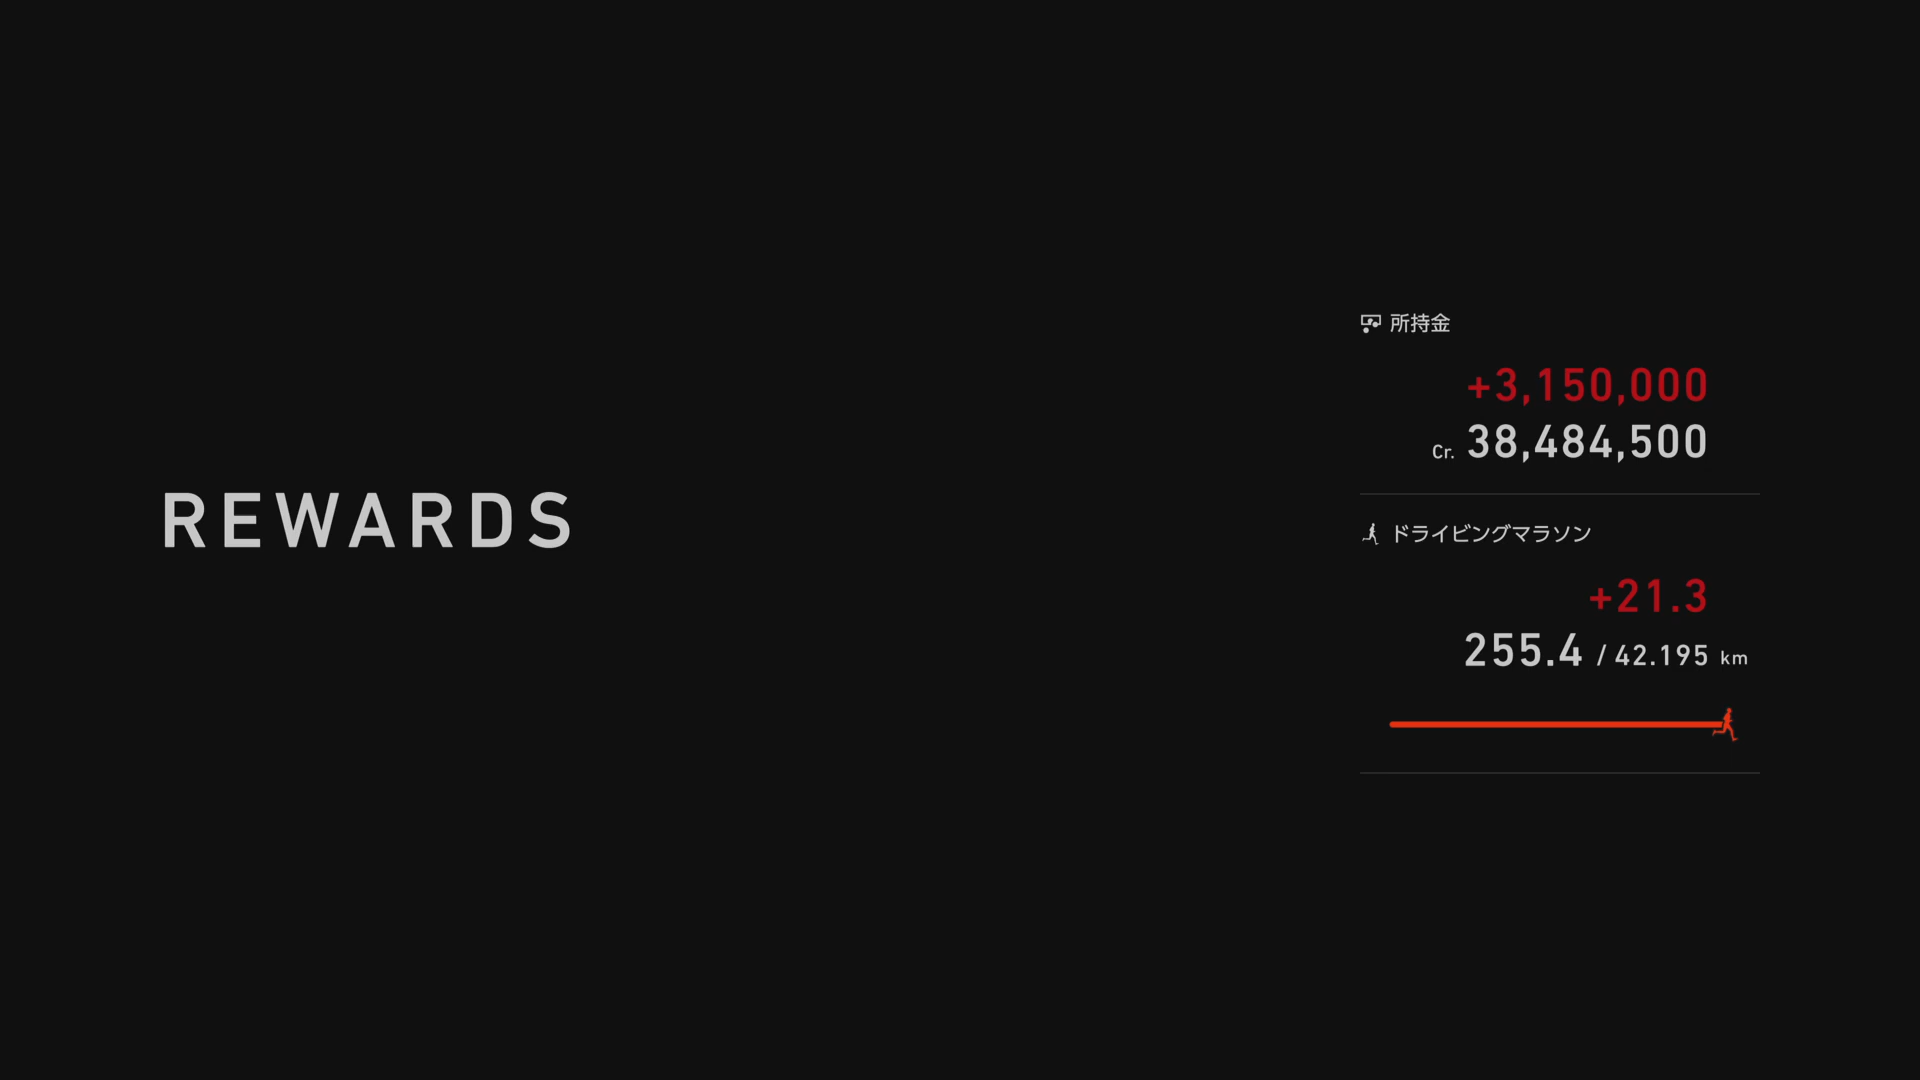 REWARDS
所持金
+3,150,000
Cr. 38,484,500
ドライビングマラソン
+21.3
255.4 / 42.195 km